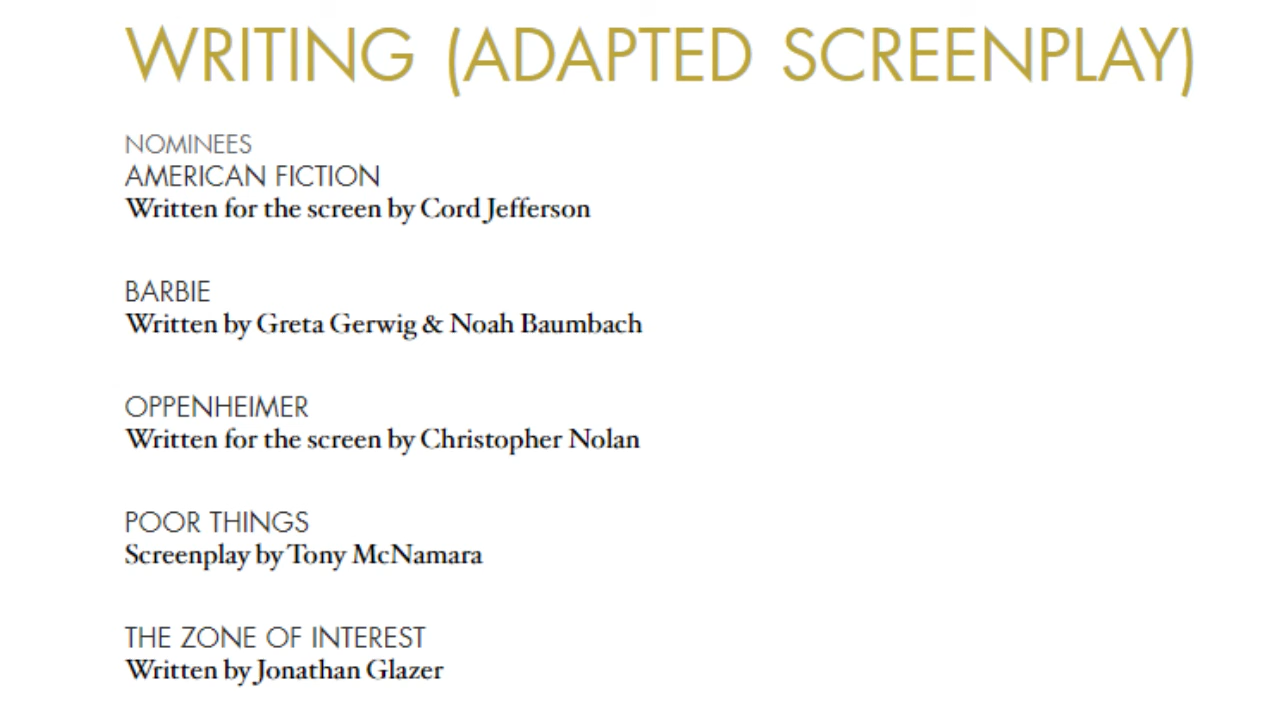 WRITING (ADAPTED SCREENPLAY)
NOMINEES
AMERICAN FICTION
Written for the screen by Cord Jefferson
BARBIE
Written by Greta Gerwig & Noah Baumbach
OPPENHEIMER
Written for the screen by Christopher Nolan
POOR THINGS
Screenplay by Tony McNamara
THE ZONE OF INTEREST
Written by Jonathan Glazer